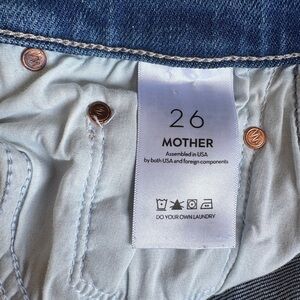 26
MOTHER
Assembled in USA
by both USA and foreign components
DO YOUR OWN LAUNDRY